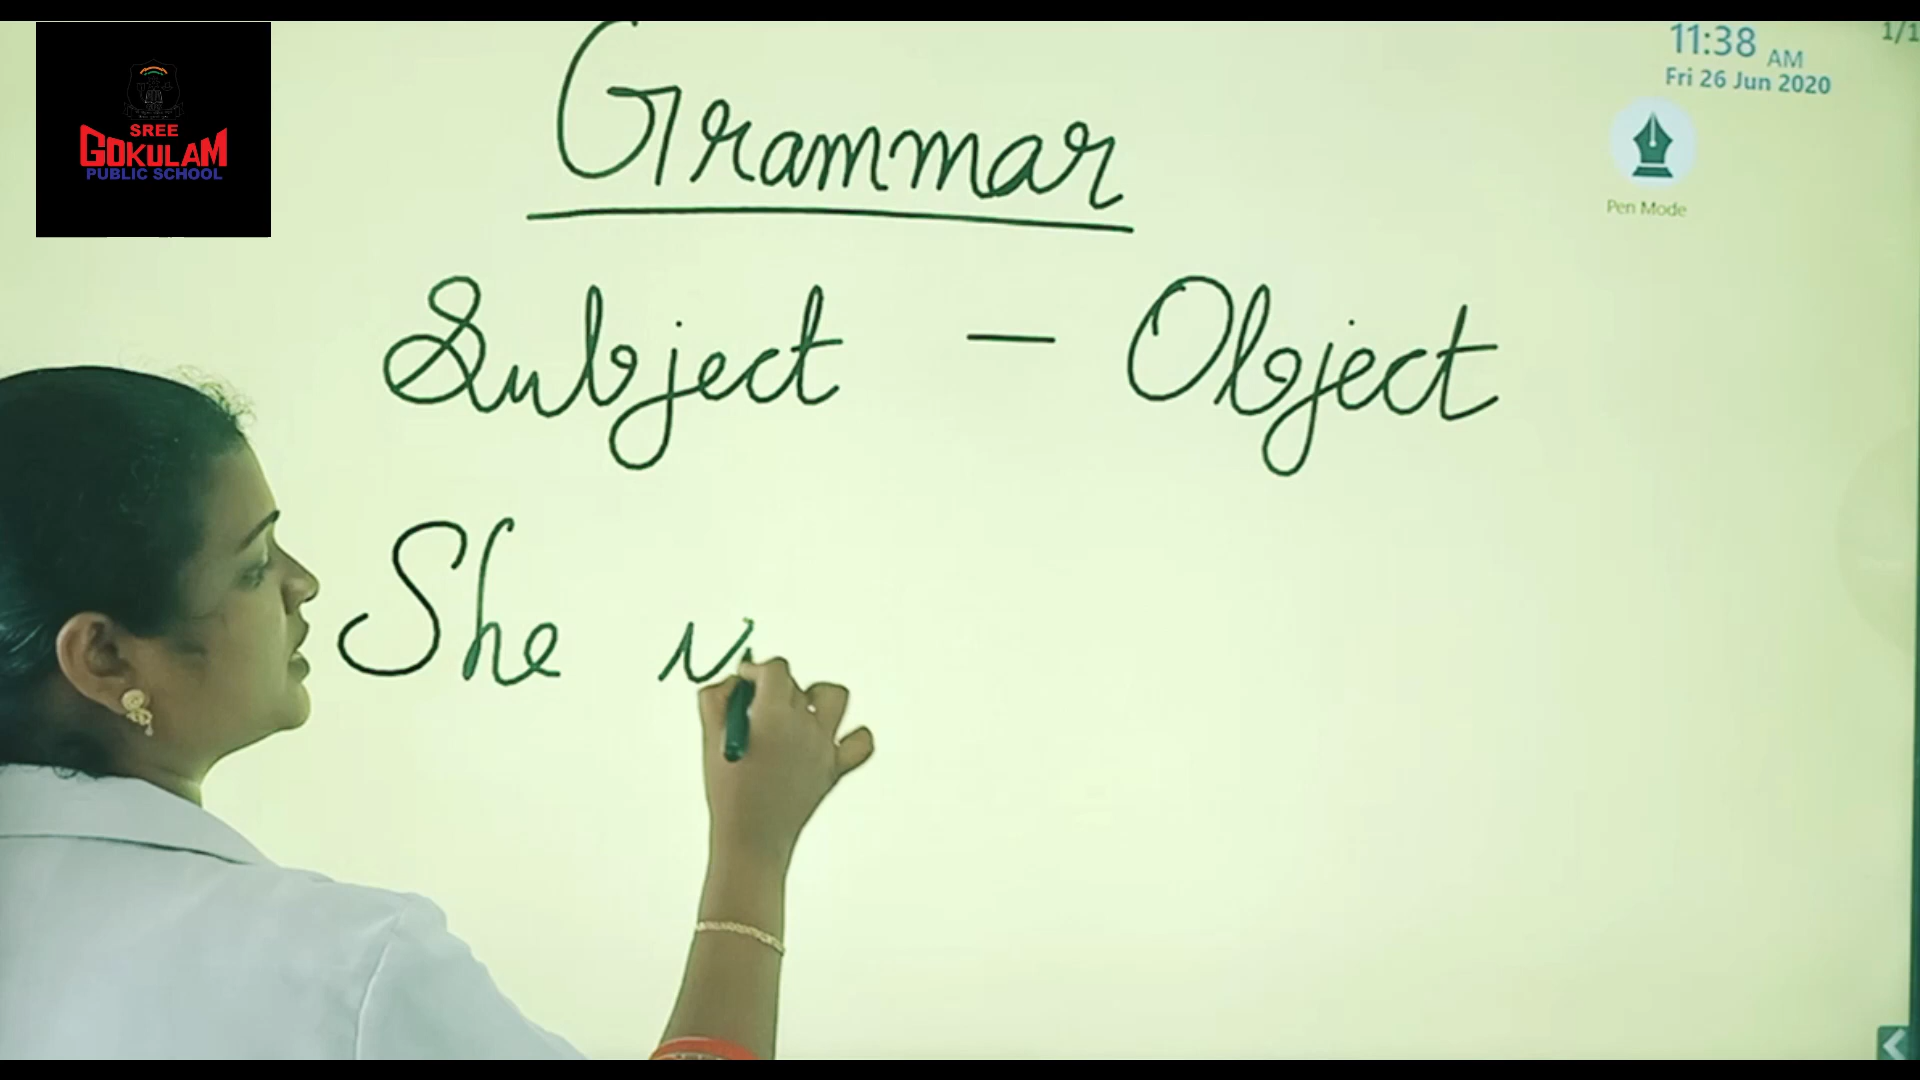 SREE
GOKULAM
PUBLIC SCHOOL
11:38 AM
1/1
Fri 26 Jun 2020
Pen Mode
Grammar
Subject - Object
She